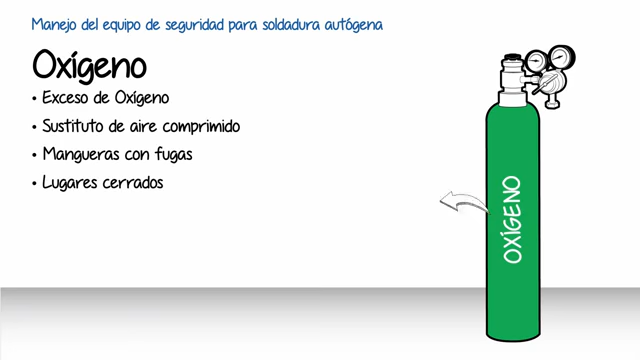 Manejo del equipo de seguridad para soldadura autógena
Oxígeno
• Exceso de Oxígeno
• Sustituto de aire comprimido
• Mangueras con fugas
• Lugares cerrados
OXÍGENO